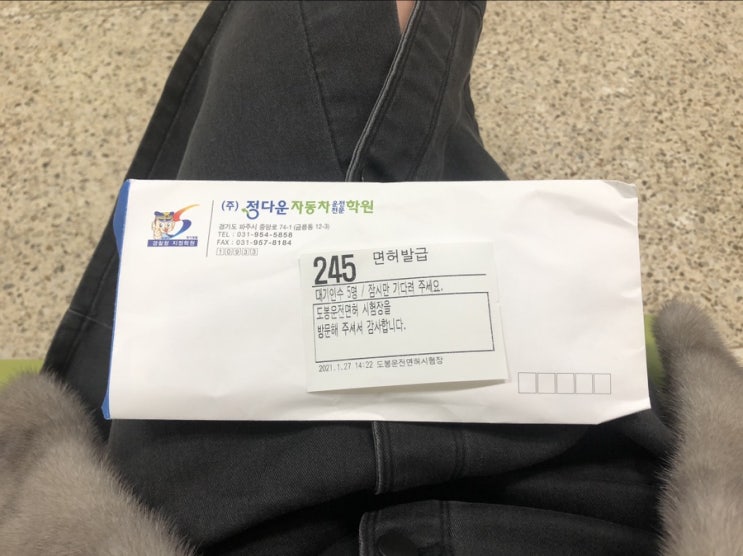 (주) 정다운자동차운전전문학원
경기도 파주시 중앙로 74-1 (금릉동 12-3)
TEL : 031-954-5858
FAX : 031-957-8184
10933
경찰청 지정학원
245 면허발급
대기인수 5명 / 잠시만 기다려 주세요.
도봉운전면허 시험장을
방문해 주셔서 감사합니다.
2021.1.27 14:22 도봉운전면허시험장